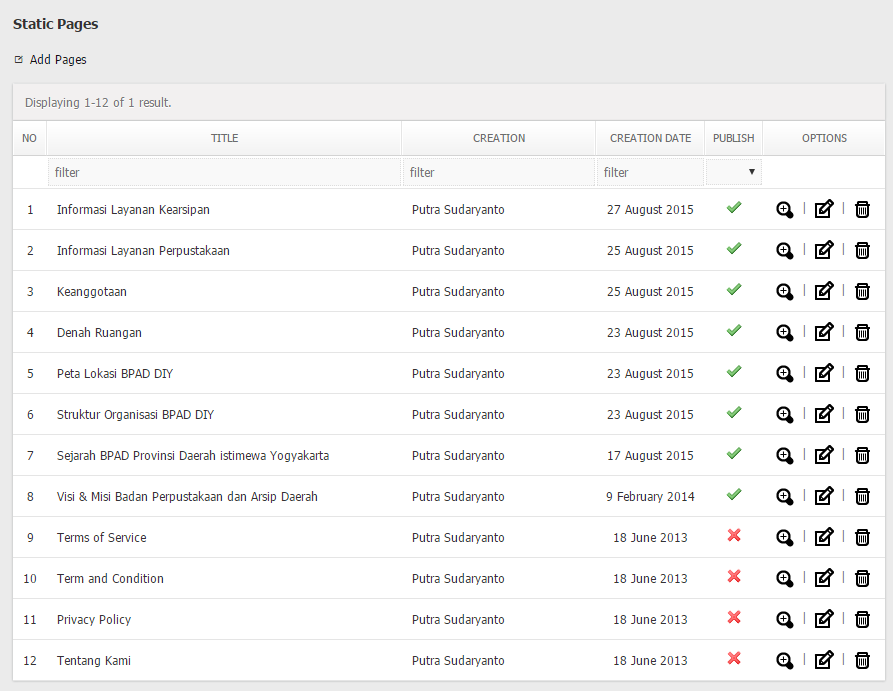 Static Pages
Add Pages
Displaying 1-12 of 1 result.
NO TITLE CREATION CREATION DATE PUBLISH OPTIONS
filter filter filter
1 Informasi Layanan Kearsipan Putra Sudaryanto 27 August 2015
2 Informasi Layanan Perpustakaan Putra Sudaryanto 25 August 2015
3 Keanggotaan Putra Sudaryanto 25 August 2015
4 Denah Ruangan Putra Sudaryanto 23 August 2015
5 Peta Lokasi BPAD DIY Putra Sudaryanto 23 August 2015
6 Struktur Organisasi BPAD DIY Putra Sudaryanto 23 August 2015
7 Sejarah BPAD Provinsi Daerah istimewa Yogyakarta Putra Sudaryanto 17 August 2015
8 Visi & Misi Badan Perpustakaan dan Arsip Daerah Putra Sudaryanto 9 February 2014
9 Terms of Service Putra Sudaryanto 18 June 2013
10 Term and Condition Putra Sudaryanto 18 June 2013
11 Privacy Policy Putra Sudaryanto 18 June 2013
12 Tentang Kami Putra Sudaryanto 18 June 2013